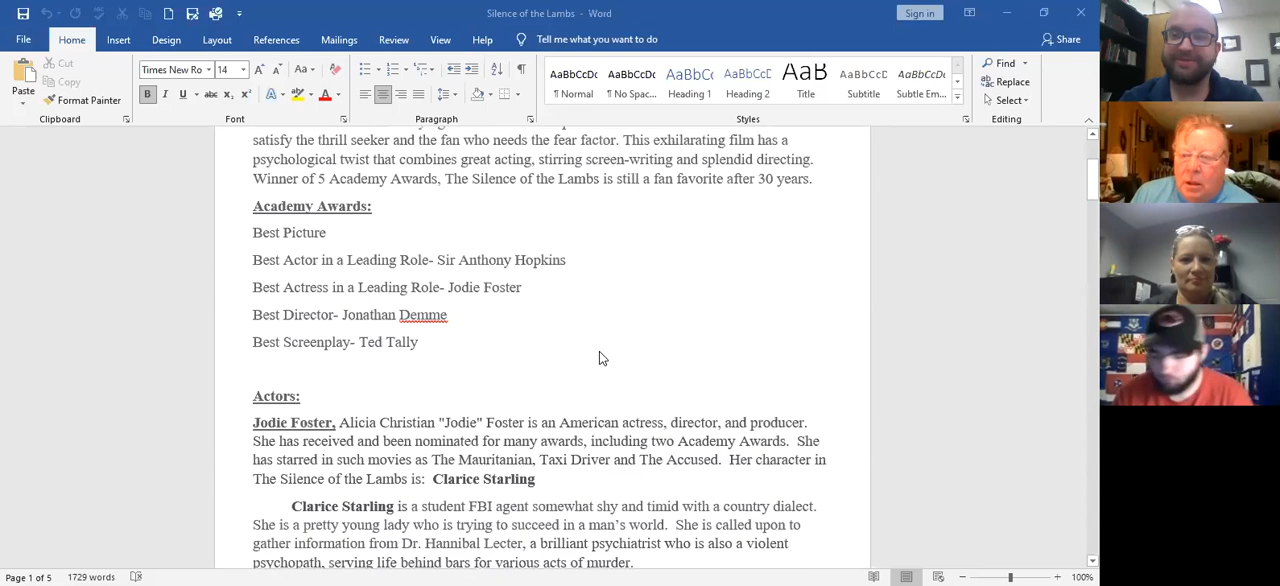 Silence of the Lambs - Word
Sign in
File Home Insert Design Layout References Mailings Review View Help Tell me what you want to do Share
Paste Cut Copy Format Painter
Clipboard
Times New Ro 14
Font
Paragraph
AaBbCcDc AaBbCcDc AaBbCc AaBbCcD AaB AaBbCcD AaBbCcDc
¶ Normal ¶ No Spac... Heading 1 Heading 2 Title Subtitle Subtle Em...
Styles
Find
Replace
Select
Editing
satisfy the thrill seeker and the fan who needs the fear factor. This exhilarating film has a
psychological twist that combines great acting, stirring screen-writing and splendid directing.
Winner of 5 Academy Awards, The Silence of the Lambs is still a fan favorite after 30 years.
Academy Awards:
Best Picture
Best Actor in a Leading Role- Sir Anthony Hopkins
Best Actress in a Leading Role- Jodie Foster
Best Director- Jonathan Demme
Best Screenplay- Ted Tally
Actors:
Jodie Foster, Alicia Christian "Jodie" Foster is an American actress, director, and producer.
She has received and been nominated for many awards, including two Academy Awards. She
has starred in such movies as The Mauritanian, Taxi Driver and The Accused. Her character in
The Silence of the Lambs is: Clarice Starling
Clarice Starling is a student FBI agent somewhat shy and timid with a country dialect.
She is a pretty young lady who is trying to succeed in a man's world. She is called upon to
gather information from Dr. Hannibal Lecter, a brilliant psychiatrist who is also a violent
psychopath, serving life behind bars for various acts of murder.
Page 1 of 5 1729 words 100%